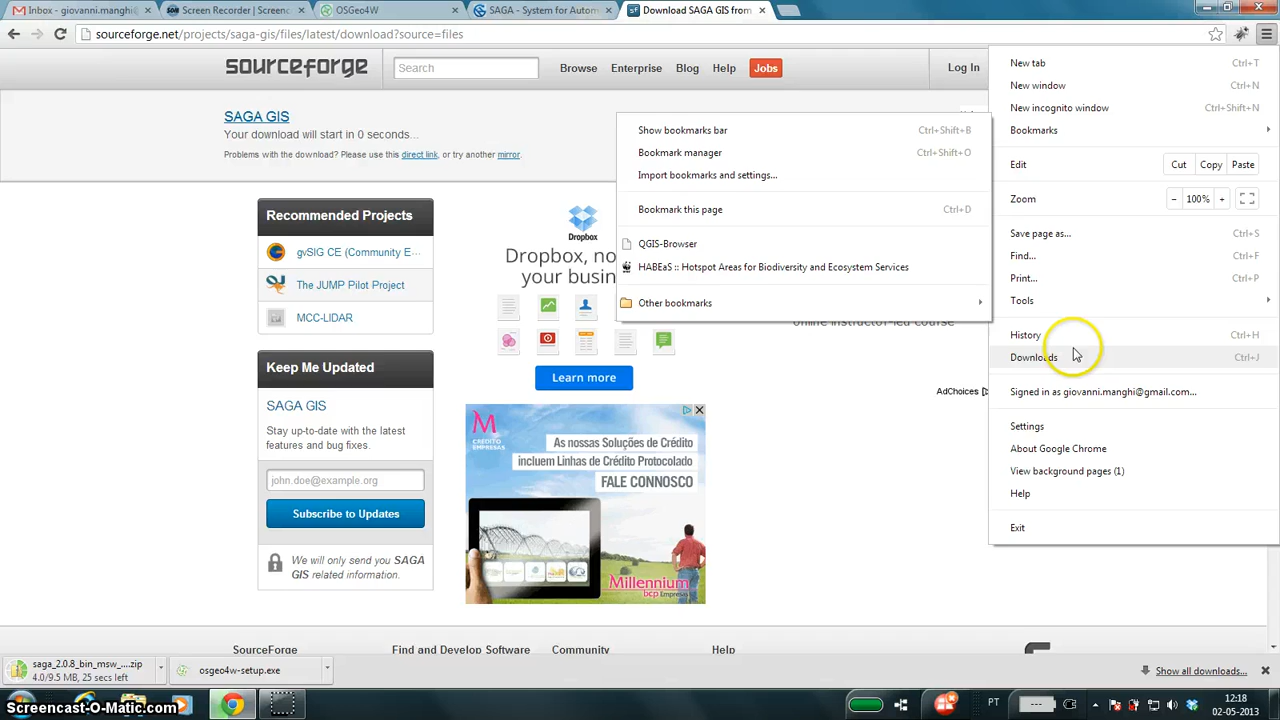 Inbox - giovanni.manghi@
Screen Recorder | Screenc
OSGeo4W
SAGA - System for Autom
Download SAGA GIS from
sourceforge.net/projects/saga-gis/files/latest/download?source=files
sourceforge
Search
Browse
Enterprise
Blog
Help
Jobs
Log In
SAGA GIS
Your download will start in 0 seconds...
Problems with the download? Please use this direct link, or try another mirror.
Recommended Projects
gvSIG CE (Community E...
The JUMP Pilot Project
MCC-LIDAR
Keep Me Updated
SAGA GIS
Stay up-to-date with the latest
features and bug fixes.
john.doe@example.org
Subscribe to Updates
We will only send you SAGA
GIS related information.
Dropbox
Dropbox, no
your busin
Learn more
online instructor-led course
AdChoices
MILLENNIUM
CRÉDITO
EMPRESAS
As nossas Soluções de Crédito
incluem Linhas de Crédito Protocolado
FALE CONNOSCO
Millennium
bcp Empresas
Show bookmarks bar Ctrl+Shift+B
Bookmark manager Ctrl+Shift+O
Import bookmarks and settings...
Bookmark this page Ctrl+D
QGIS-Browser
HABEaS :: Hotspot Areas for Biodiversity and Ecosystem Services
Other bookmarks
New tab Ctrl+T
New window Ctrl+N
New incognito window Ctrl+Shift+N
Bookmarks
Edit Cut Copy Paste
Zoom - 100% +
Save page as... Ctrl+S
Find... Ctrl+F
Print... Ctrl+P
Tools
History Ctrl+H
Downloads Ctrl+J
Signed in as giovanni.manghi@gmail.com...
Settings
About Google Chrome
View background pages (1)
Help
Exit
SourceForge
Find and Develop Software
Community
Help
saga_2.0.8_bin_msw_....zip
4.0/9.5 MB, 25 secs left
osgeo4w-setup.exe
Show all downloads...
Screencast-O-Matic.com
PT
---
12:18
02-05-2013